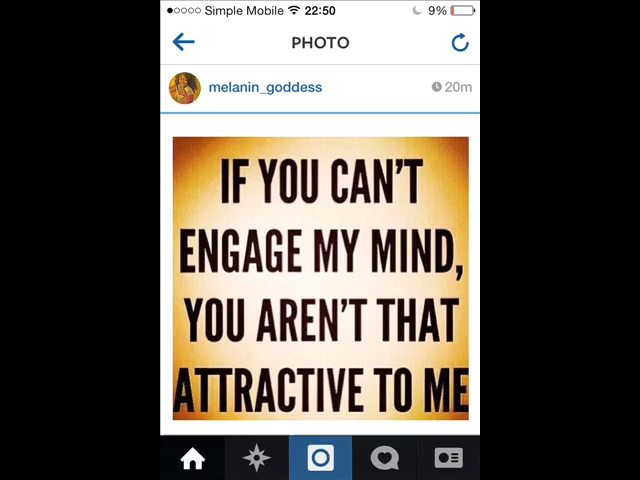 Simple Mobile 22:50 9%
PHOTO
melanin_goddess 20m
IF YOU CAN'T
ENGAGE MY MIND,
YOU AREN'T THAT
ATTRACTIVE TO ME